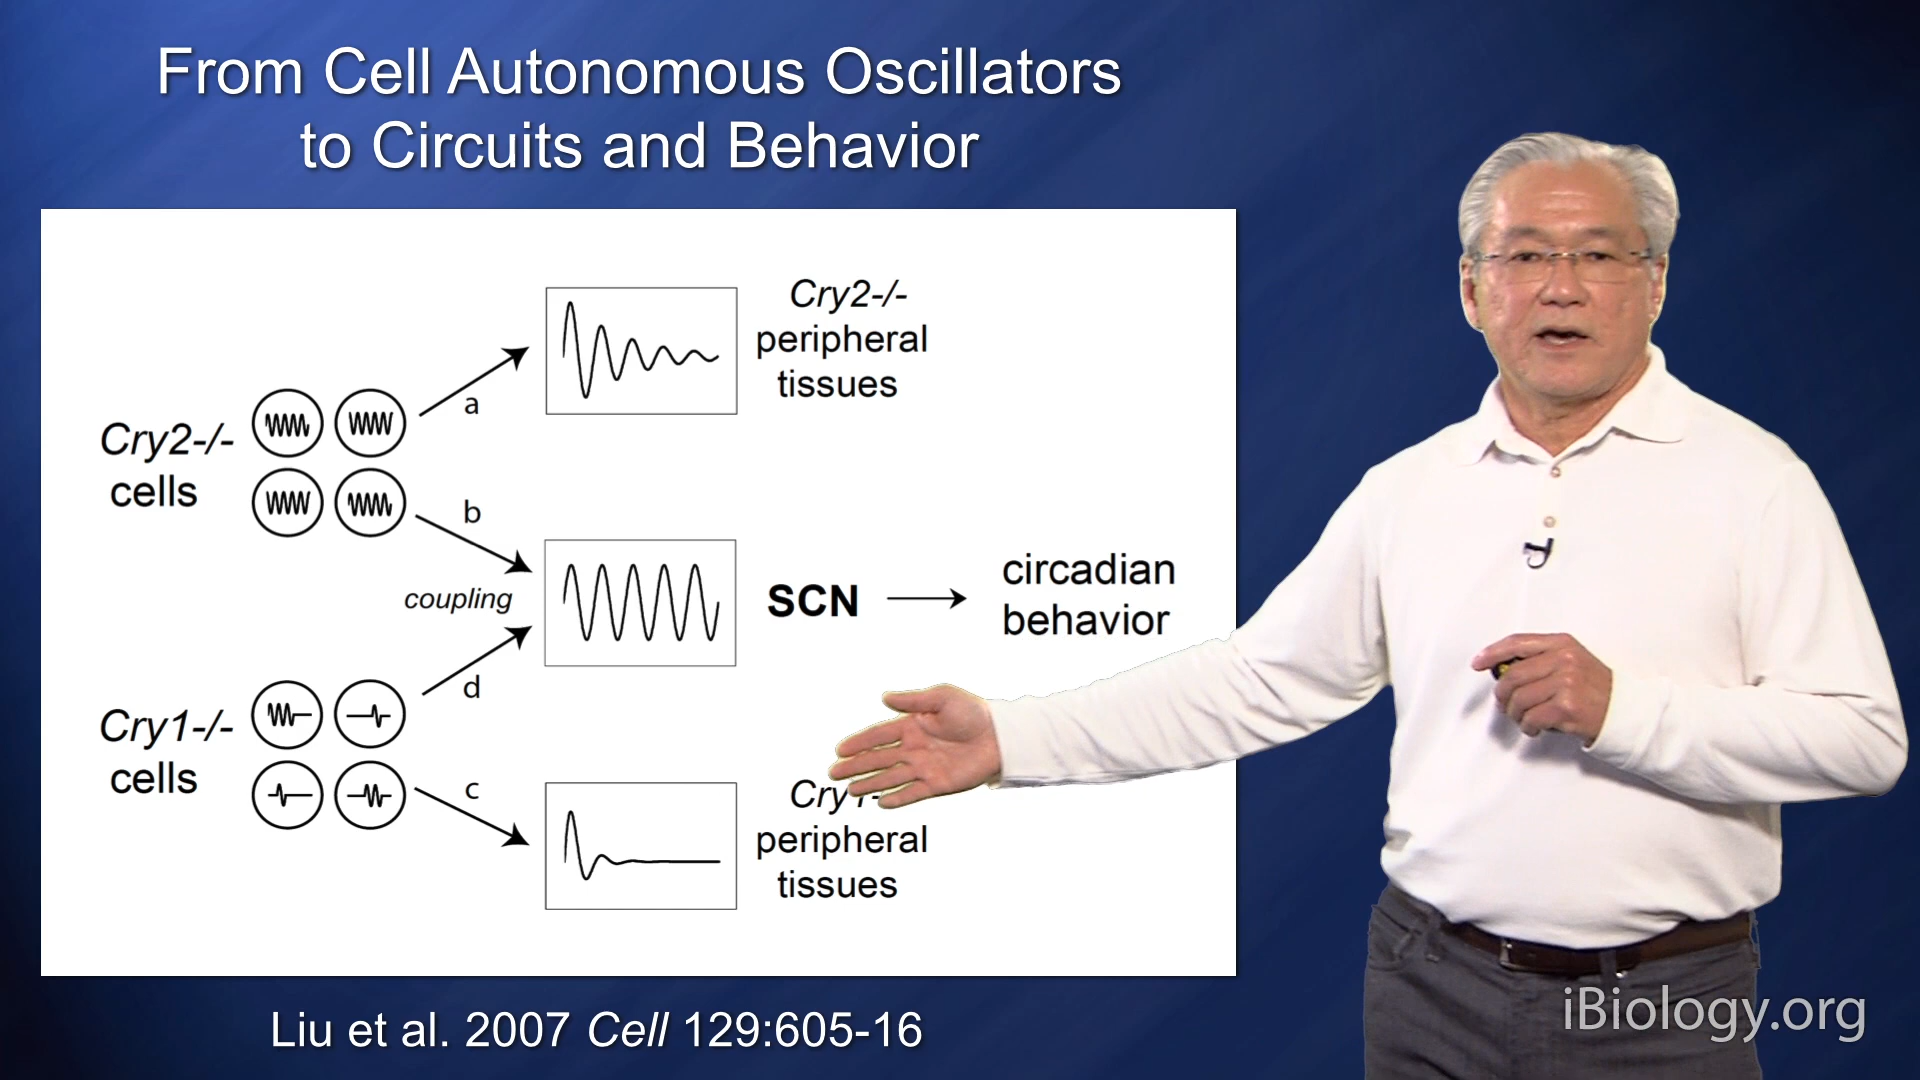 From Cell Autonomous Oscillators
to Circuits and Behavior
Cry2-/-
peripheral
tissues
a
Cry2-/-
cells
b
coupling
SCN
circadian
behavior
d
Cry1-/-
cells
c
peripheral
tissues
Liu et al. 2007 Cell 129:605-16
iBiology.org